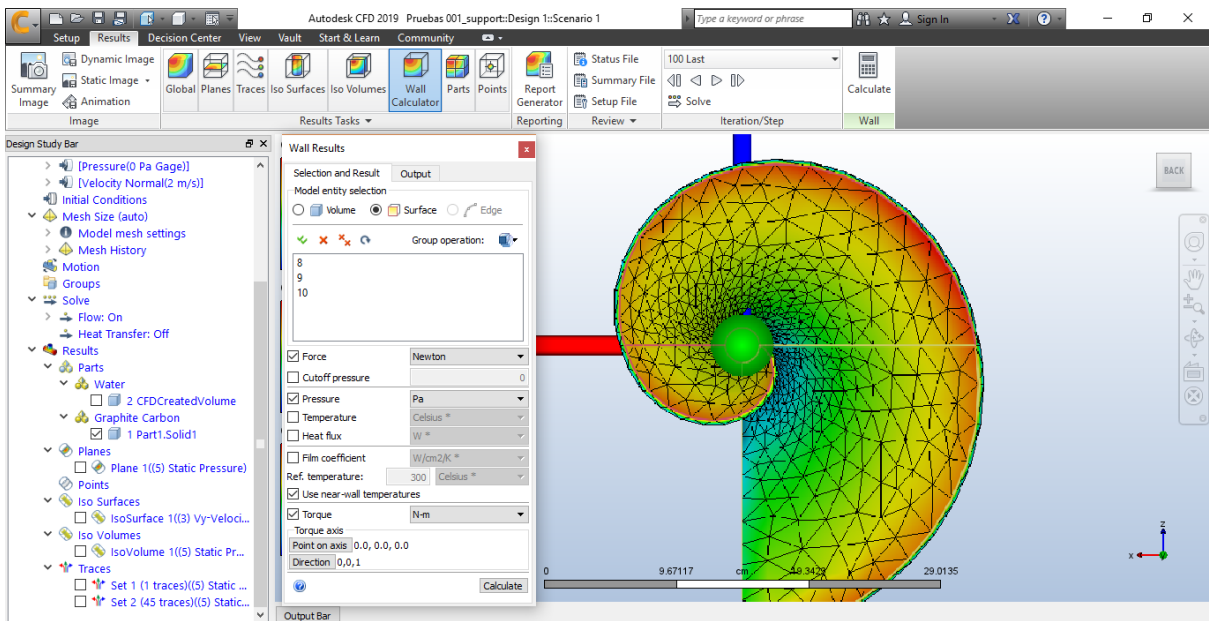 Autodesk CFD 2019 Pruebas 001_support::Design 1::Scenario 1
Type a keyword or phrase
Sign In
Setup Results Decision Center View Vault Start & Learn Community
Summary Image
Dynamic Image
Static Image
Animation
Image
Global Planes Traces Iso Surfaces Iso Volumes Wall Calculator Parts Points
Results Tasks
Report Generator
Reporting
Status File
Summary File
Setup File
Review
100 Last
Solve
Iteration/Step
Calculate
Wall
Design Study Bar
[Pressure(0 Pa Gage)]
[Velocity Normal(2 m/s)]
Initial Conditions
Mesh Size (auto)
Model mesh settings
Mesh History
Motion
Groups
Solve
Flow: On
Heat Transfer: Off
Results
Parts
Water
2 CFDCreatedVolume
Graphite Carbon
1 Part1.Solid1
Planes
Plane 1((5) Static Pressure)
Points
Iso Surfaces
IsoSurface 1((3) Vy-Veloci...
Iso Volumes
IsoVolume 1((5) Static Pr...
Traces
Set 1 (1 traces)((5) Static ...
Set 2 (45 traces)((5) Static...
Wall Results
x
Selection and Result Output
Model entity selection
Volume Surface Edge
Group operation:
8
9
10
Force Newton
Cutoff pressure 0
Pressure Pa
Temperature Celsius *
Heat flux W *
Film coefficient W/cm2/K *
Ref. temperature: 300 Celsius *
Use near-wall temperatures
Torque N-m
Torque axis
Point on axis 0.0, 0.0, 0.0
Direction 0,0,1
Calculate
Output Bar
BACK
z
x
0 9.67117 cm 19.3423 29.0135